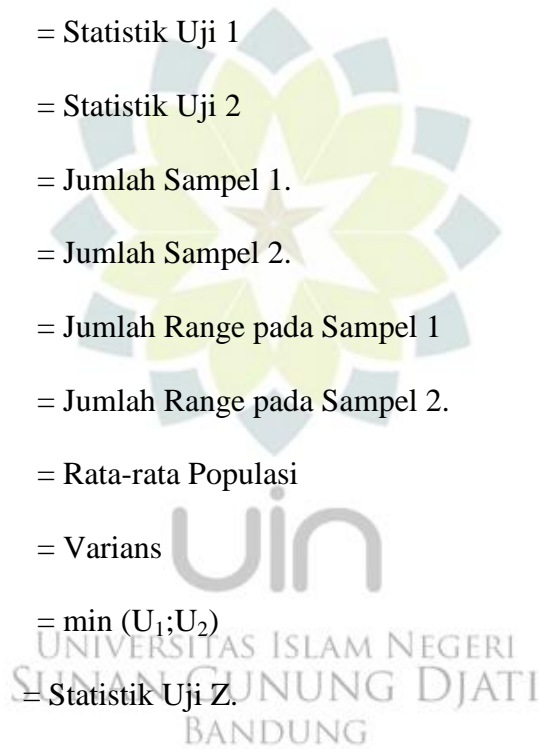 = Statistik Uji 1
= Statistik Uji 2
= Jumlah Sampel 1.
= Jumlah Sampel 2.
= Jumlah Range pada Sampel 1
= Jumlah Range pada Sampel 2.
= Rata-rata Populasi
= Varians
uin
= min (U₁;U₂)
UNIVERSITAS ISLAM NEGERI
= Statistik Uji Z.
SUNAN GUNUNG DJATI
BANDUNG